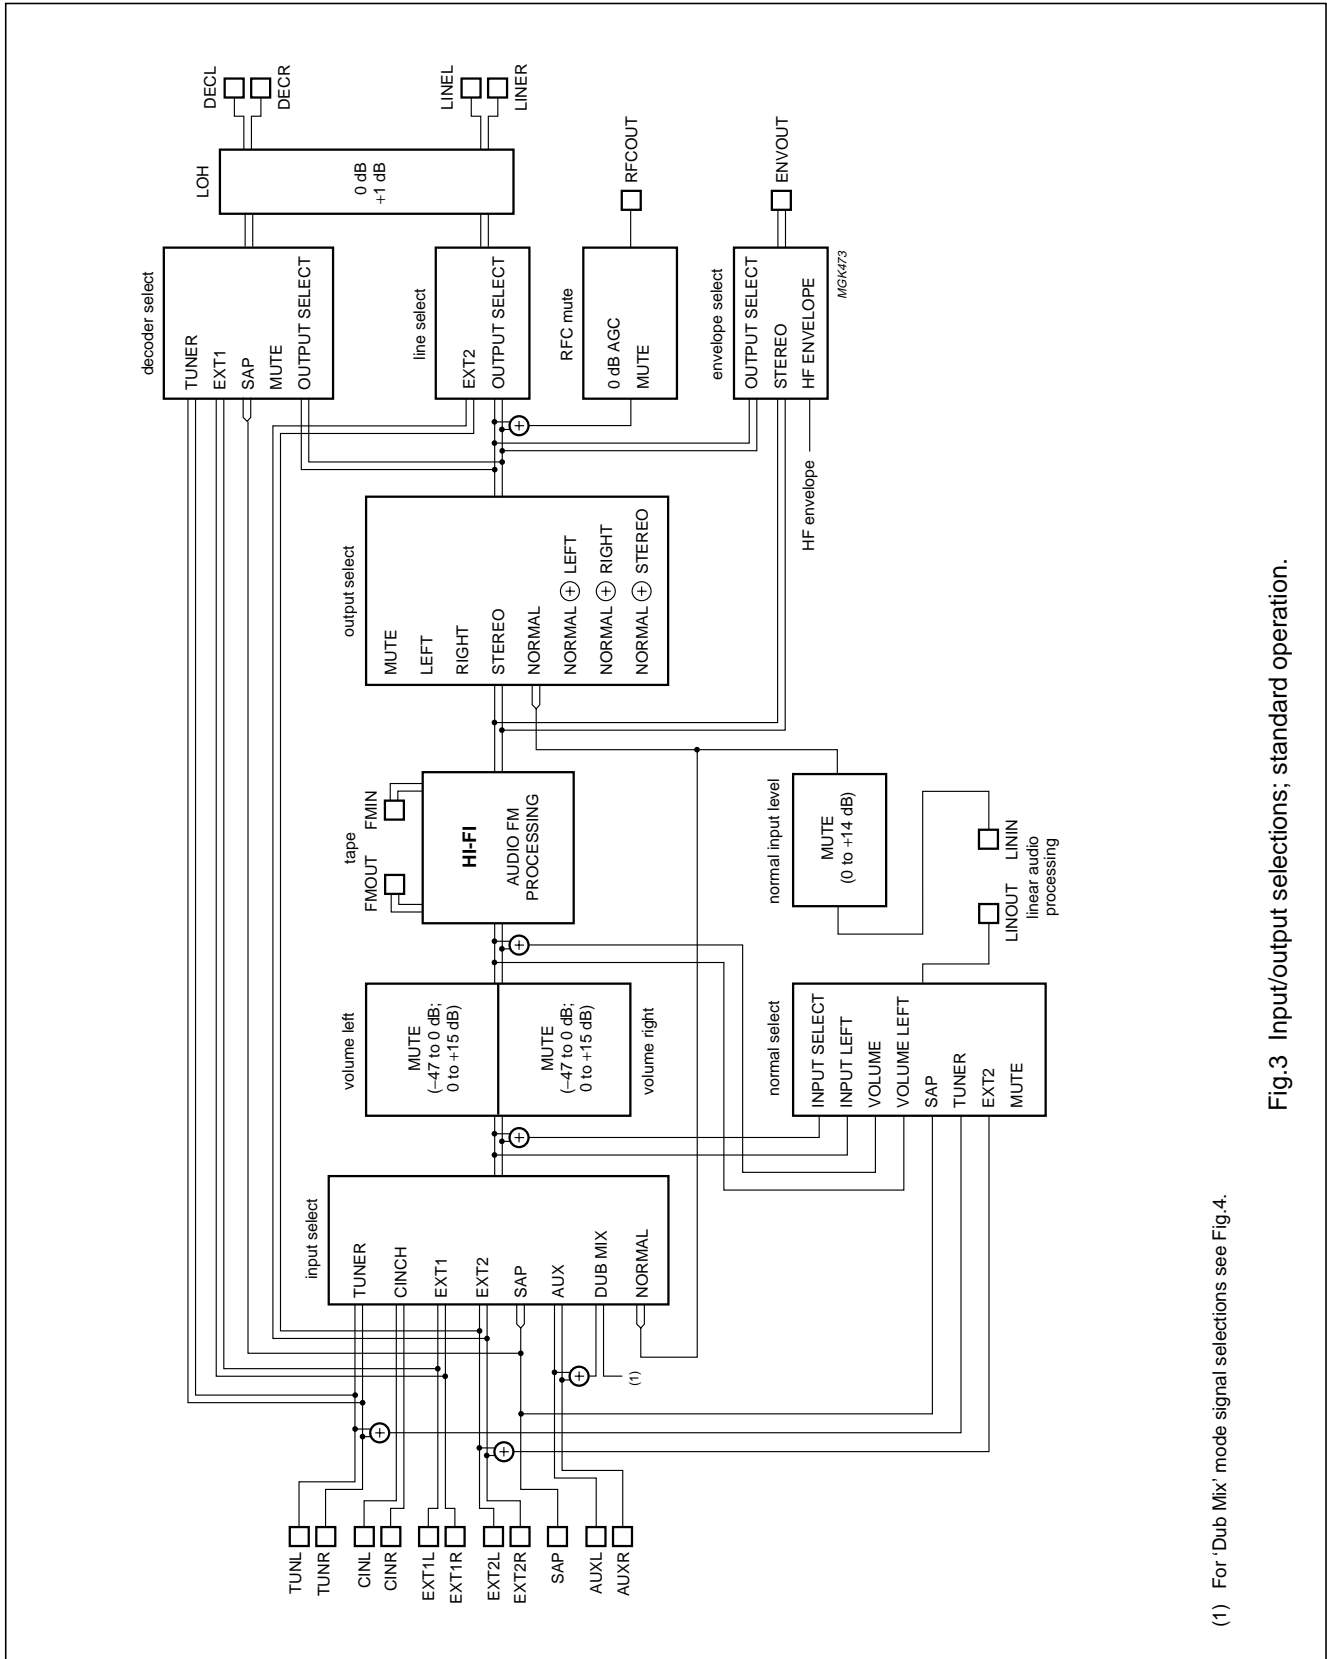 TUNL
TUNR
CINL
CINR
EXT1L
EXT1R
EXT2L
EXT2R
SAP
AUXL
AUXR
input select
TUNER
CINCH
EXT1
EXT2
SAP
AUX
DUB MIX
NORMAL
(1)
volume left
MUTE
(−47 to 0 dB;
0 to +15 dB)
MUTE
(−47 to 0 dB;
0 to +15 dB)
volume right
normal select
INPUT SELECT
INPUT LEFT
VOLUME
VOLUME LEFT
SAP
TUNER
EXT2
MUTE
tape
FMOUT
FMIN
HI-FI
AUDIO FM
PROCESSING
normal input level
MUTE
(0 to +14 dB)
LINOUT
LININ
linear audio
processing
output select
MUTE
LEFT
RIGHT
STEREO
NORMAL
NORMAL + LEFT
NORMAL + RIGHT
NORMAL + STEREO
HF envelope
decoder select
TUNER
EXT1
SAP
MUTE
OUTPUT SELECT
line select
EXT2
OUTPUT SELECT
RFC mute
0 dB AGC
MUTE
envelope select
OUTPUT SELECT
STEREO
HF ENVELOPE
MGK473
LOH
0 dB
+1 dB
DECL
DECR
LINEL
LINER
RFCOUT
ENVOUT
(1) For 'Dub Mix' mode signal selections see Fig.4.
Fig.3 Input/output selections; standard operation.